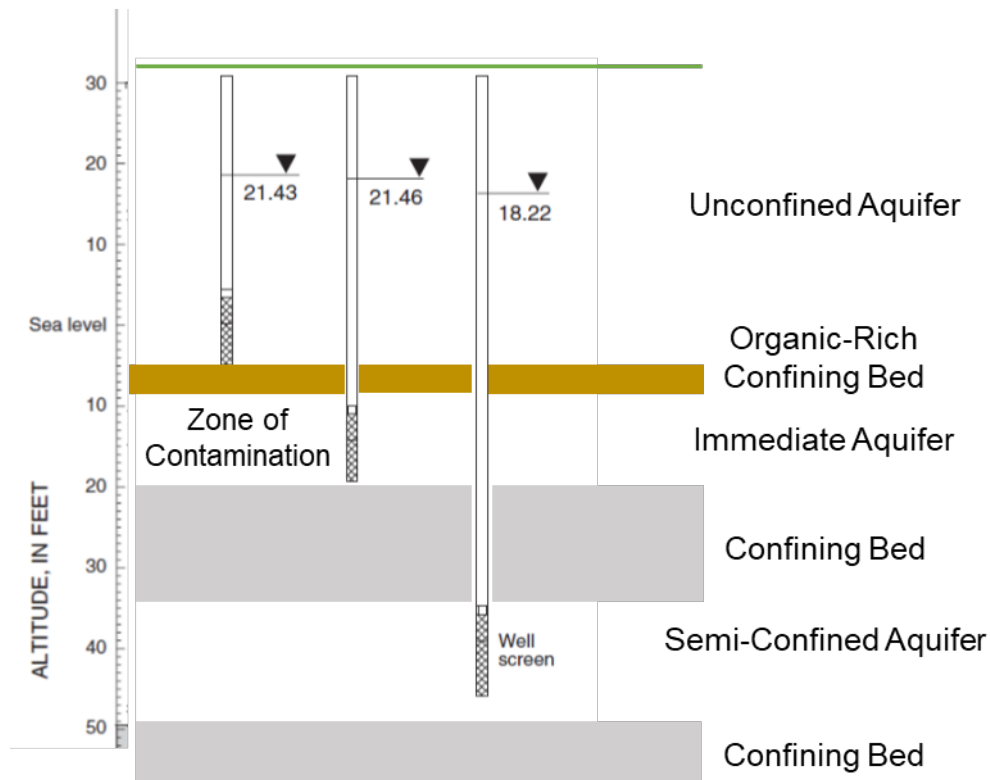 30
20
10
Sea level
10
20
30
40
50
ALTITUDE, IN FEET
21.43
21.46
18.22
Unconfined Aquifer
Organic-Rich
Confining Bed
Zone of
Contamination
Immediate Aquifer
Confining Bed
Well
screen
Semi-Confined Aquifer
Confining Bed